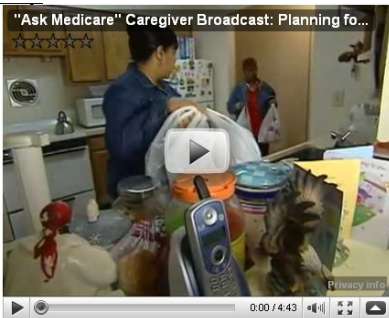 "Ask Medicare" Caregiver Broadcast: Planning fo...
Privacy info
0:00 / 4:43